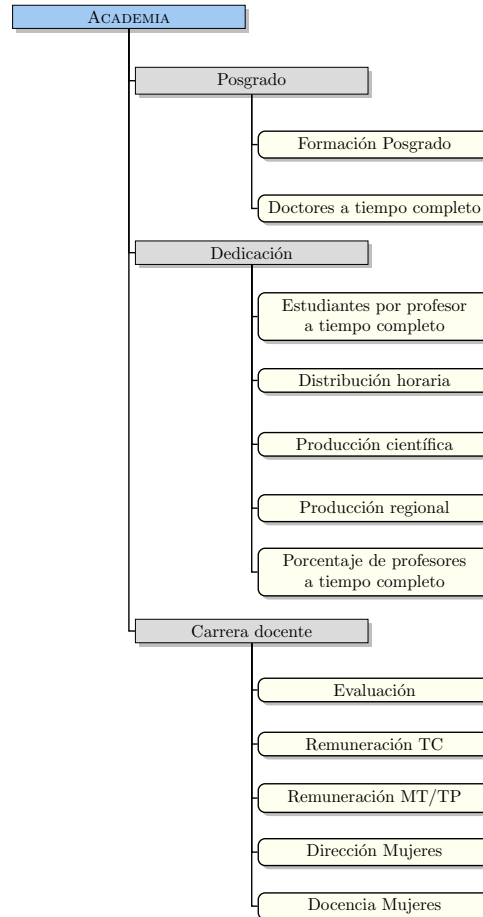 ACADEMIA
Posgrado
Formación Posgrado
Doctores a tiempo completo
Dedicación
Estudiantes por profesor
a tiempo completo
Distribución horaria
Producción científica
Producción regional
Porcentaje de profesores
a tiempo completo
Carrera docente
Evaluación
Remuneración TC
Remuneración MT/TP
Dirección Mujeres
Docencia Mujeres